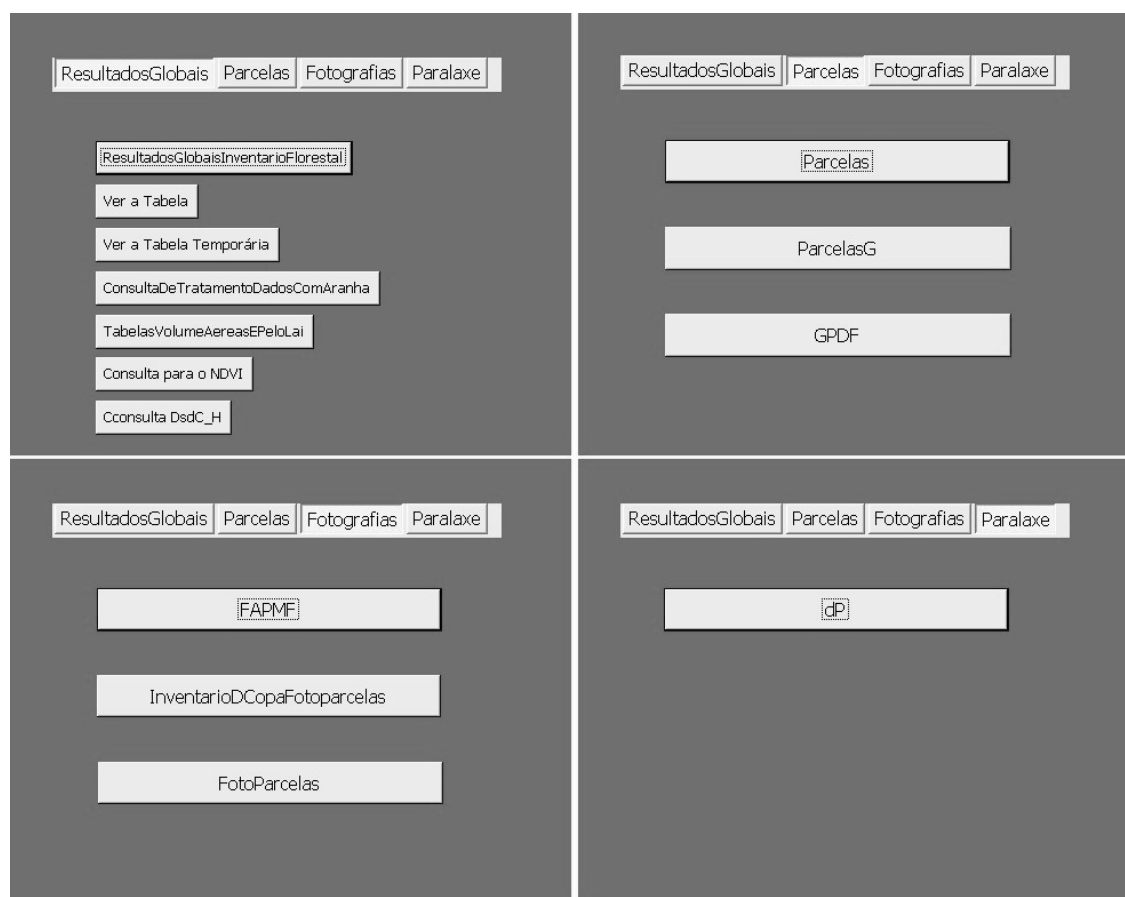 ResultadosGlobais Parcelas Fotografias Paralaxe
ResultadosGlobaisInventarioFlorestal
Ver a Tabela
Ver a Tabela Temporária
ConsultaDeTratamentoDadosComAranha
TabelasVolumeAereasEPeloLai
Consulta para o NDVI
Cconsulta DsdC_H
ResultadosGlobais Parcelas Fotografias Paralaxe
Parcelas
ParcelasG
GPDF
ResultadosGlobais Parcelas Fotografias Paralaxe
FAPMF
InventarioDCopaFotoparcelas
FotoParcelas
ResultadosGlobais Parcelas Fotografias Paralaxe
dP